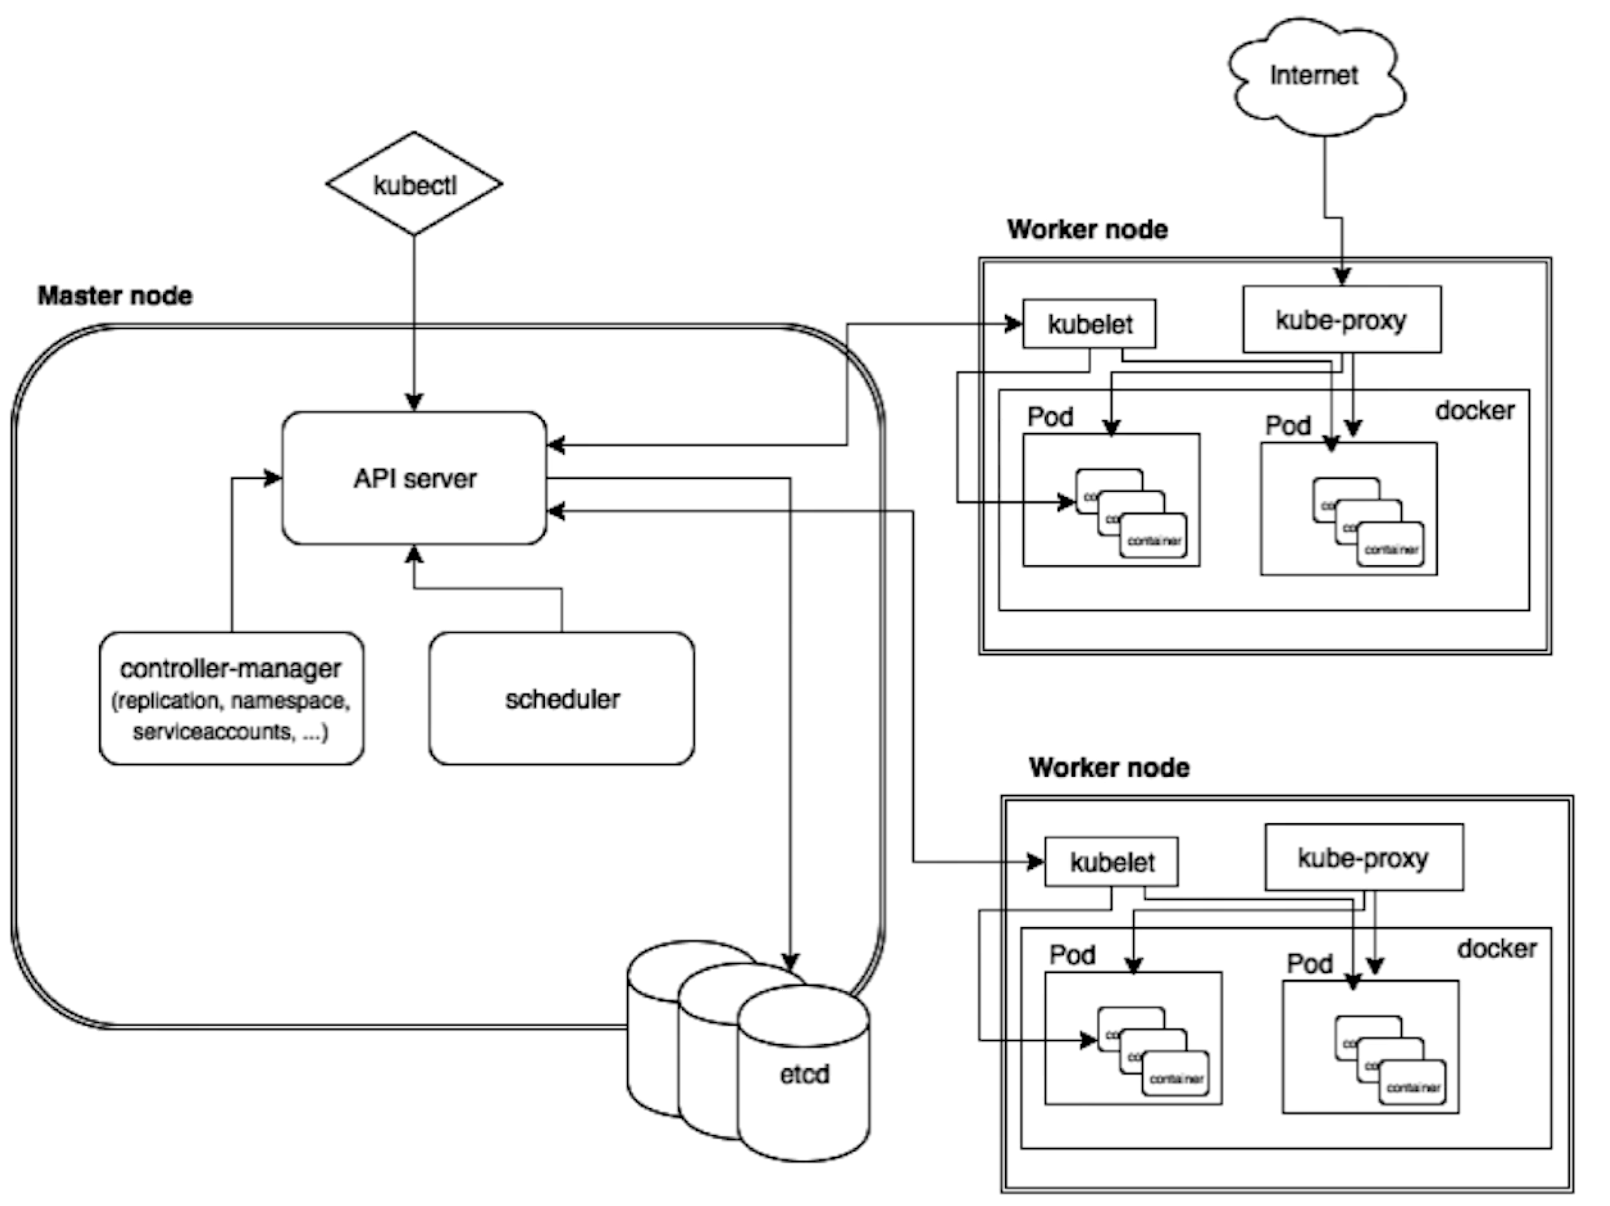 Internet
kubectl
Worker node
Master node
kubelet
kube-proxy
docker
Pod
Pod
API server
container
container
controller-manager
(replication, namespace,
serviceaccounts, ...)
scheduler
Worker node
kubelet
kube-proxy
docker
Pod
Pod
etcd
container
container